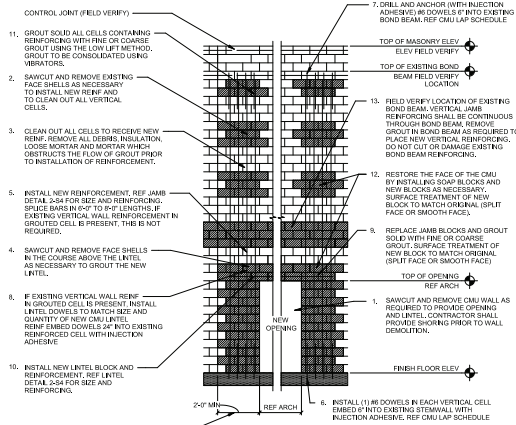 CONTROL JOINT (FIELD VERIFY)
11. GROUT SOLID ALL CELLS CONTAINING
REINFORCING WITH FINE OR COARSE
GROUT USING THE LOW LIFT METHOD.
GROUT TO BE CONSOLIDATED USING
VIBRATORS.
2. SAWCUT AND REMOVE EXISTING
FACE SHELLS AS NECESSARY
TO INSTALL NEW REINF AND
TO CLEAN OUT ALL VERTICAL
CELLS.
3. CLEAN OUT ALL CELLS TO RECEIVE NEW
REINF. REMOVE ALL DEBRIS, INSULATION,
LOOSE MORTAR AND MORTAR WHICH
OBSTRUCTS THE FLOW OF GROUT PRIOR
TO INSTALLATION OF REINFORCEMENT.
5. INSTALL NEW REINFORCEMENT. REF JAMB
DETAIL 2-S4 FOR SIZE AND REINFORCING.
SPLICE BARS IN 6'-0" TO 8'-0" LENGTHS. IF
EXISTING VERTICAL WALL REINFORCEMENT IN
GROUTED CELL IS PRESENT, THIS IS NOT
REQUIRED.
4. SAWCUT AND REMOVE FACE SHELLS
IN THE COURSE ABOVE THE LINTEL
AS NECESSARY TO GROUT THE NEW
LINTEL.
8. IF EXISTING VERTICAL WALL REINF
IN GROUTED CELL IS PRESENT, INSTALL
LINTEL DOWELS TO MATCH SIZE AND
QUANTITY OF NEW CMU LINTEL
REINF EMBED DOWELS 24" INTO EXISTING
REINFORCED CELL WITH INJECTION
ADHESIVE
10. INSTALL NEW LINTEL BLOCK AND
REINFORCEMENT. REF LINTEL
DETAIL 2-S4 FOR SIZE AND
REINFORCING.
2'-0" MIN
REF ARCH
NEW
OPENING
7. DRILL AND ANCHOR (WITH INJECTION
ADHESIVE) #6 DOWELS 6" INTO EXISTING
BOND BEAM. REF CMU LAP SCHEDULE
TOP OF MASONRY ELEV
ELEV FIELD VERIFY
TOP OF EXISTING BOND
BEAM FIELD VERIFY
LOCATION
13. FIELD VERIFY LOCATION OF EXISTING
BOND BEAM. VERTICAL JAMB
REINFORCING SHALL BE CONTINUOUS
THROUGH BOND BEAM. REMOVE
GROUT IN BOND BEAM AS REQUIRED TO
PLACE NEW VERTICAL REINFORCING.
DO NOT CUT OR DAMAGE EXISTING
BOND BEAM REINFORCING.
12. RESTORE THE FACE OF THE CMU
BY INSTALLING SOAP BLOCKS AND
NEW BLOCKS AS NECESSARY.
SURFACE TREATMENT OF NEW
BLOCK TO MATCH ORIGINAL (SPLIT
FACE OR SMOOTH FACE).
9. REPLACE JAMB BLOCKS AND GROUT
SOLID WITH FINE OR COARSE
GROUT. SURFACE TREATMENT OF
NEW BLOCK TO MATCH ORIGINAL
(SPLIT FACE OR SMOOTH FACE)
TOP OF OPENING
REF ARCH
1. SAWCUT AND REMOVE CMU WALL AS
REQUIRED TO PROVIDE OPENING
AND LINTEL. CONTRACTOR SHALL
PROVIDE SHORING PRIOR TO WALL
DEMOLITION.
FINISH FLOOR ELEV
6. INSTALL (1) #6 DOWELS IN EACH VERTICAL CELL
EMBED 6" INTO EXISTING STEMWALL WITH
INJECTION ADHESIVE. REF CMU LAP SCHEDULE